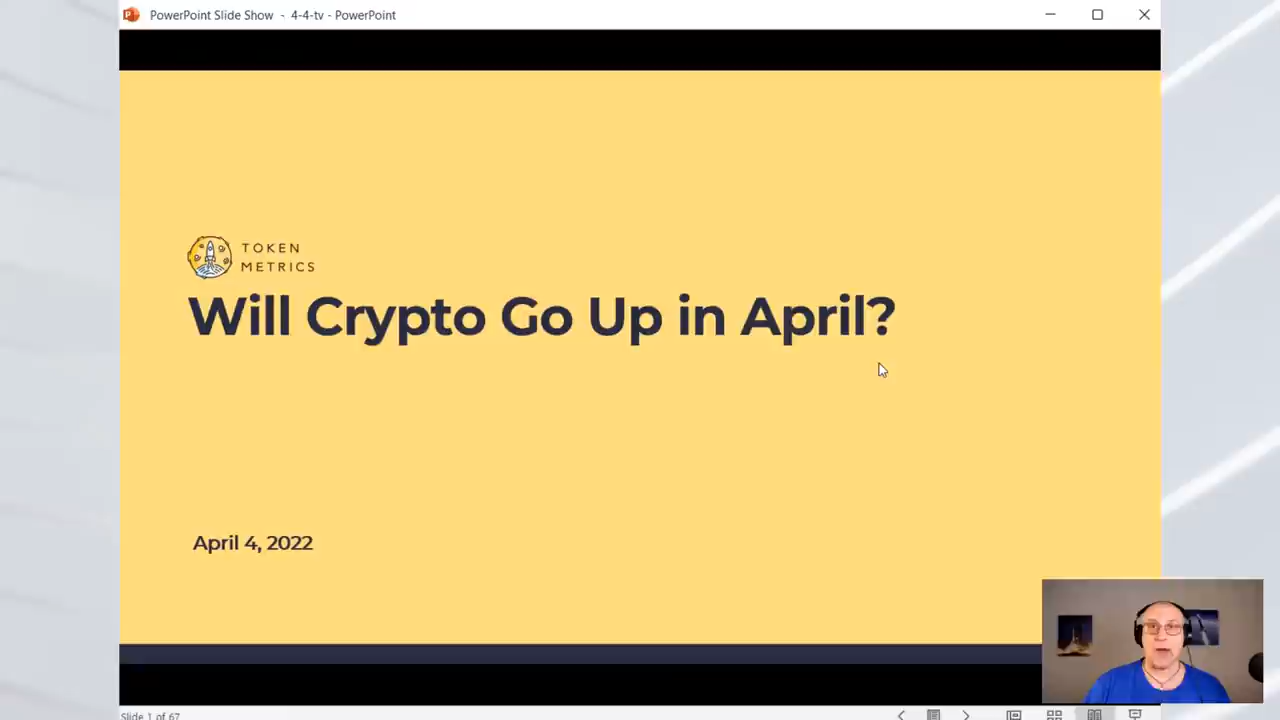 PowerPoint Slide Show - 4-4-tv - PowerPoint
TOKEN
METRICS
Will Crypto Go Up in April?
April 4, 2022
Slide 1 of 67